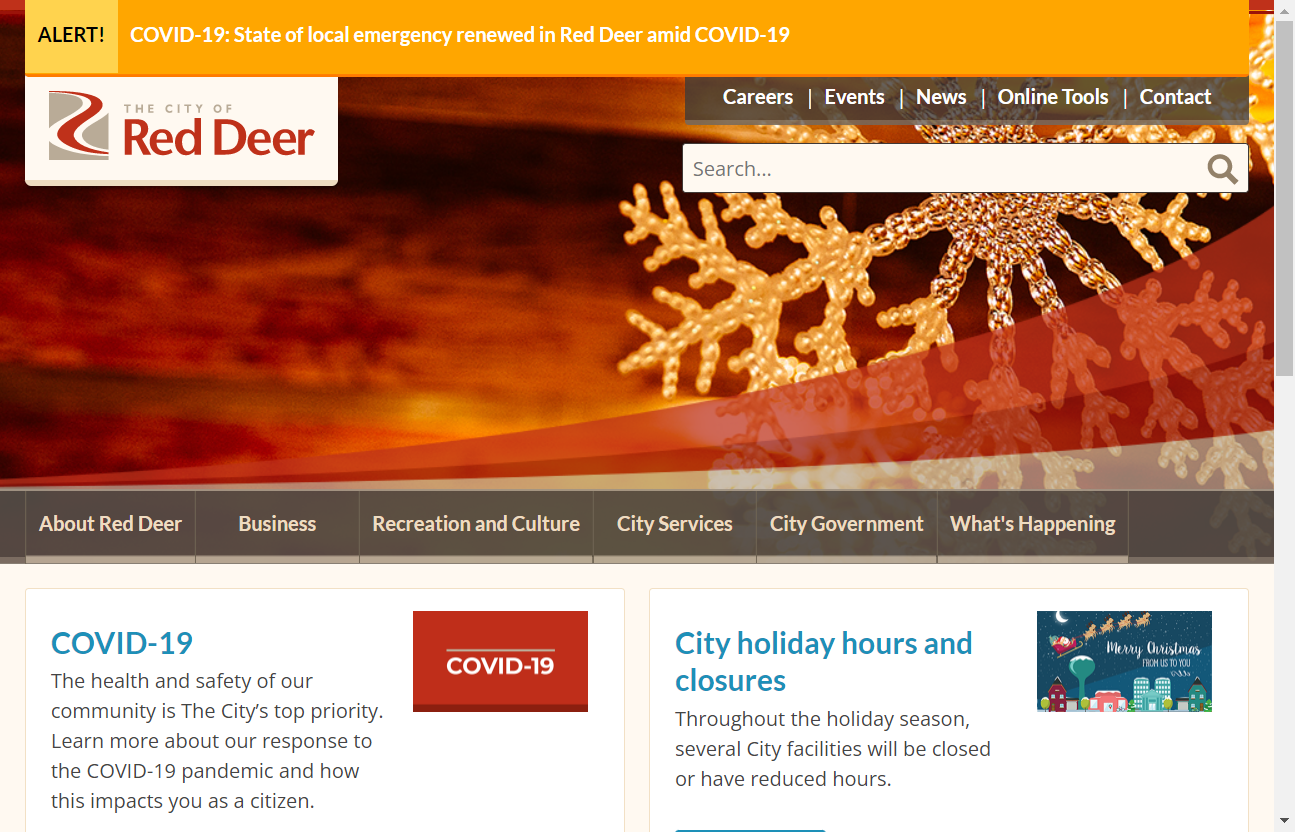 ALERT!
COVID-19: State of local emergency renewed in Red Deer amid COVID-19
THE CITY OF
Red Deer
Careers | Events | News | Online Tools | Contact
Search...
About Red Deer
Business
Recreation and Culture
City Services
City Government
What's Happening
COVID-19
The health and safety of our
community is The City’s top priority.
Learn more about our response to
the COVID-19 pandemic and how
this impacts you as a citizen.
COVID-19
City holiday hours and
closures
Throughout the holiday season,
several City facilities will be closed
or have reduced hours.
Merry Christmas
FROM US TO YOU